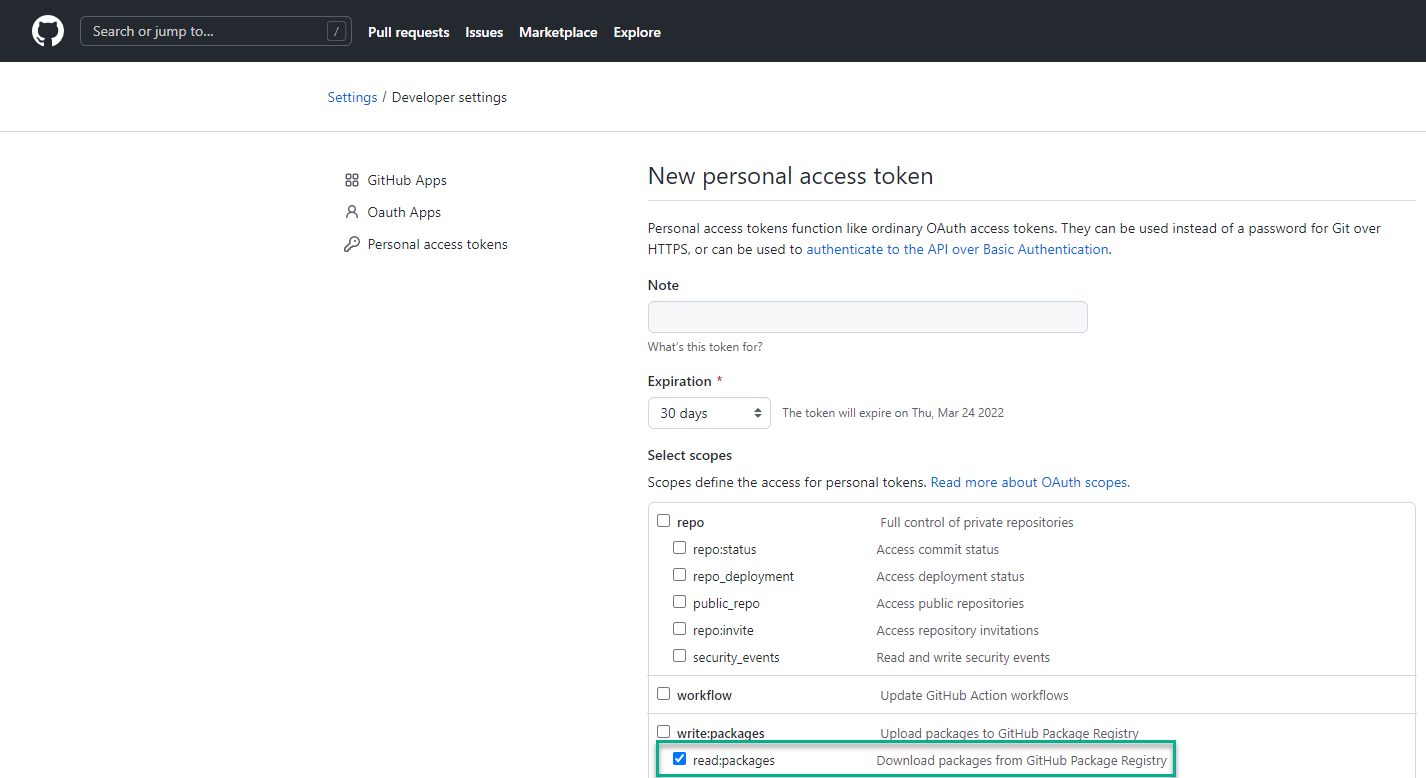 Search or jump to... /
Pull requests Issues Marketplace Explore
Settings / Developer settings
GitHub Apps
Oauth Apps
Personal access tokens
New personal access token
Personal access tokens function like ordinary OAuth access tokens. They can be used instead of a password for Git over
HTTPS, or can be used to authenticate to the API over Basic Authentication.
Note
What's this token for?
Expiration *
30 days The token will expire on Thu, Mar 24 2022
Select scopes
Scopes define the access for personal tokens. Read more about OAuth scopes.
repo Full control of private repositories
repo:status Access commit status
repo_deployment Access deployment status
public_repo Access public repositories
repo:invite Access repository invitations
security_events Read and write security events
workflow Update GitHub Action workflows
write:packages Upload packages to GitHub Package Registry
read:packages Download packages from GitHub Package Registry